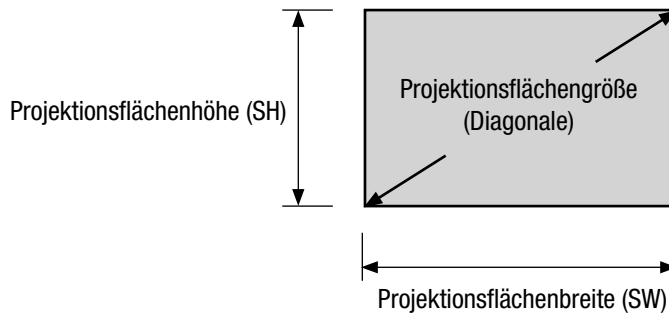 Projektionsflächenhöhe (SH)
Projektionsflächengröße
(Diagonale)
Projektionsflächenbreite (SW)